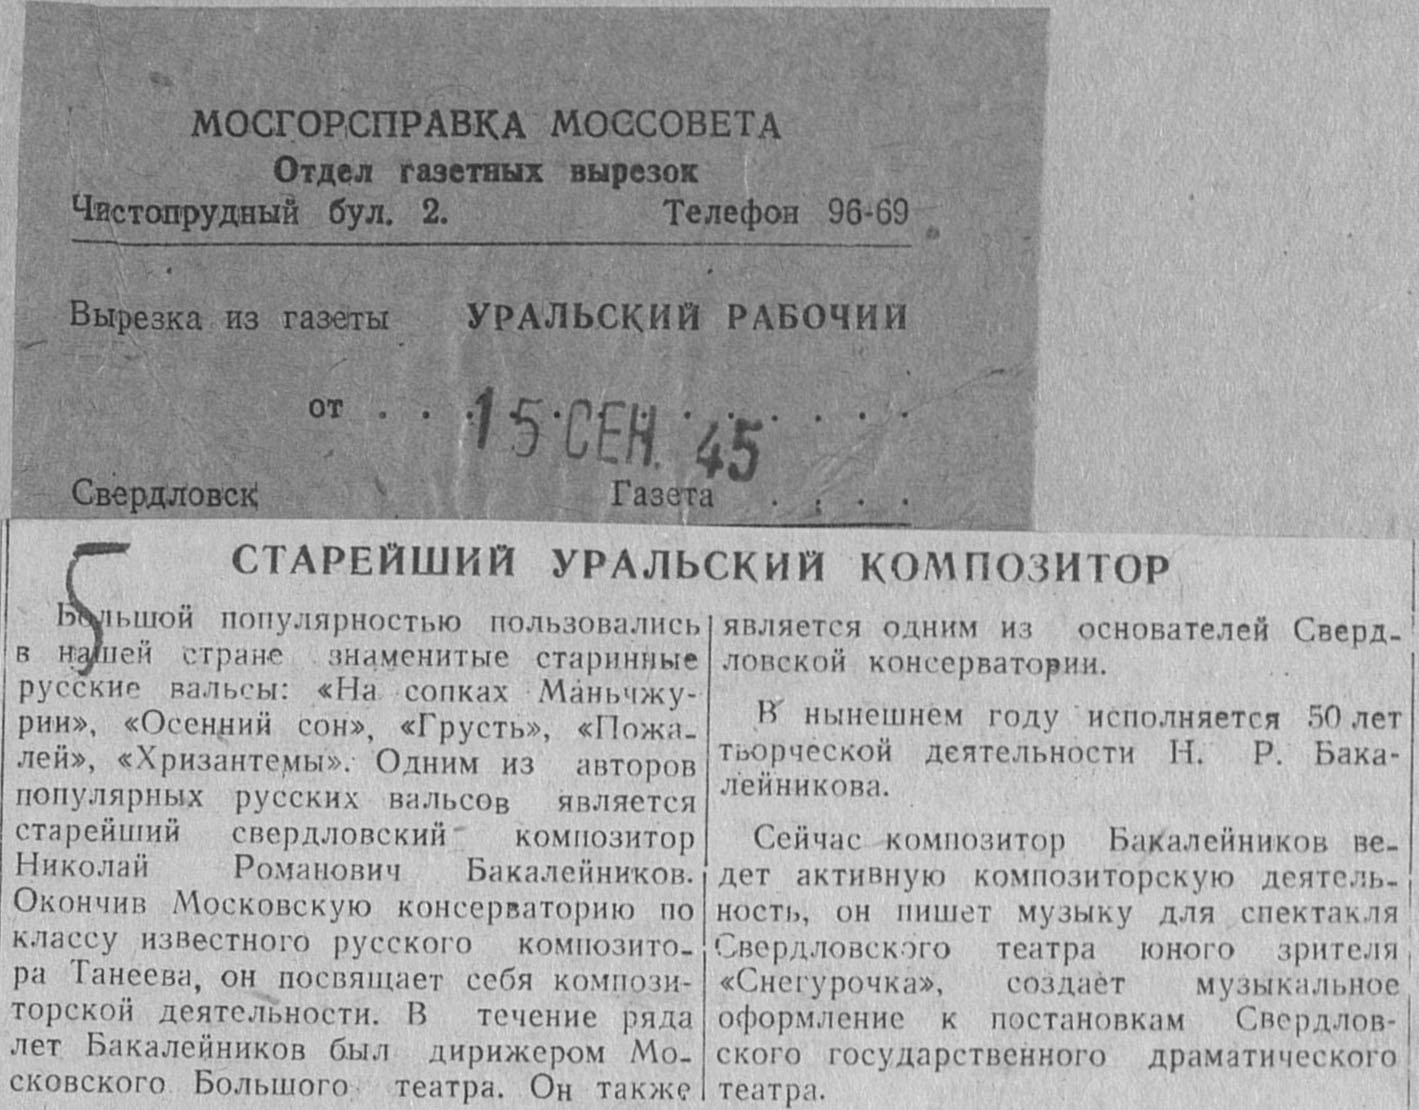 МОСГОРСПРАВКА МОССОВЕТА
Отдел газетных вырезок
Чистопрудный бул. 2. Телефон 96-69
Вырезка из газеты УРАЛЬСКИЙ РАБОЧИЙ
от . . . 15 СЕН. 45 . . .
Свердловск Газета . . . .
5
СТАРЕЙШИЙ УРАЛЬСКИЙ КОМПОЗИТОР
Большой популярностью пользовались
в нашей стране знаменитые старинные
русские вальсы: «На сопках Маньчжу-
рии», «Осенний сон», «Грусть», «Пожа-
лей», «Хризантемы». Одним из авторов
популярных русских вальсов является
старейший свердловский композитор
Николай Романович Бакалейников.
Окончив Московскую консерваторию по
классу известного русского композито-
ра Танеева, он посвящает себя компози-
торской деятельности. В течение ряда
лет Бакалейников был дирижером Мо-
сковского Большого театра. Он также
является одним из основателей Сверд-
ловской консерватории.
В нынешнем году исполняется 50 лет
творческой деятельности Н. Р. Бака-
лейникова.
Сейчас композитор Бакалейников ве-
дет активную композиторскую деятель-
ность, он пишет музыку для спектакля
Свердловского театра юного зрителя
«Снегурочка», создает музыкальное
оформление к постановкам Свердлов-
ского государственного драматического
театра.